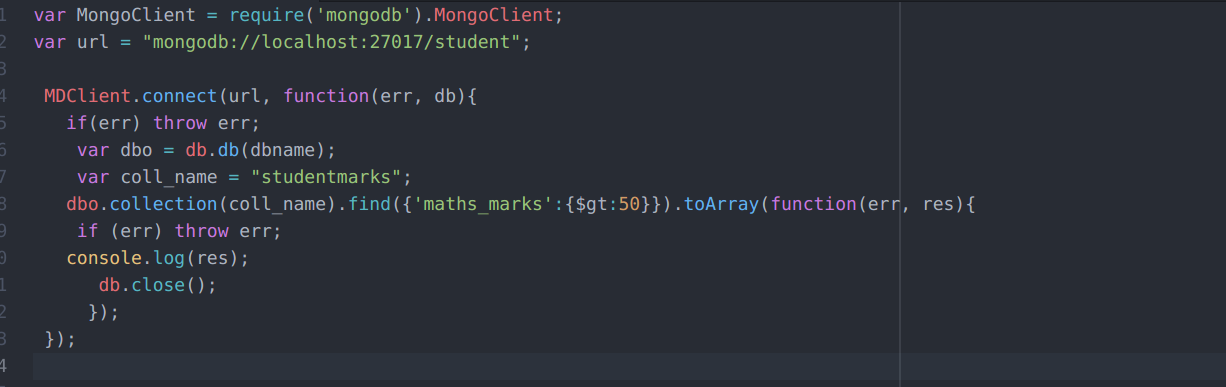 1 var MongoClient = require('mongodb').MongoClient;
2 var url = "mongodb://localhost:27017/student";
3
4 MDClient.connect(url, function(err, db){
5 if(err) throw err;
6 var dbo = db.db(dbname);
7 var coll_name = "studentmarks";
8 dbo.collection(coll_name).find({'maths_marks':{$gt:50}}).toArray(function(err, res){
9 if (err) throw err;
0 console.log(res);
1 db.close();
2 });
3 });
4